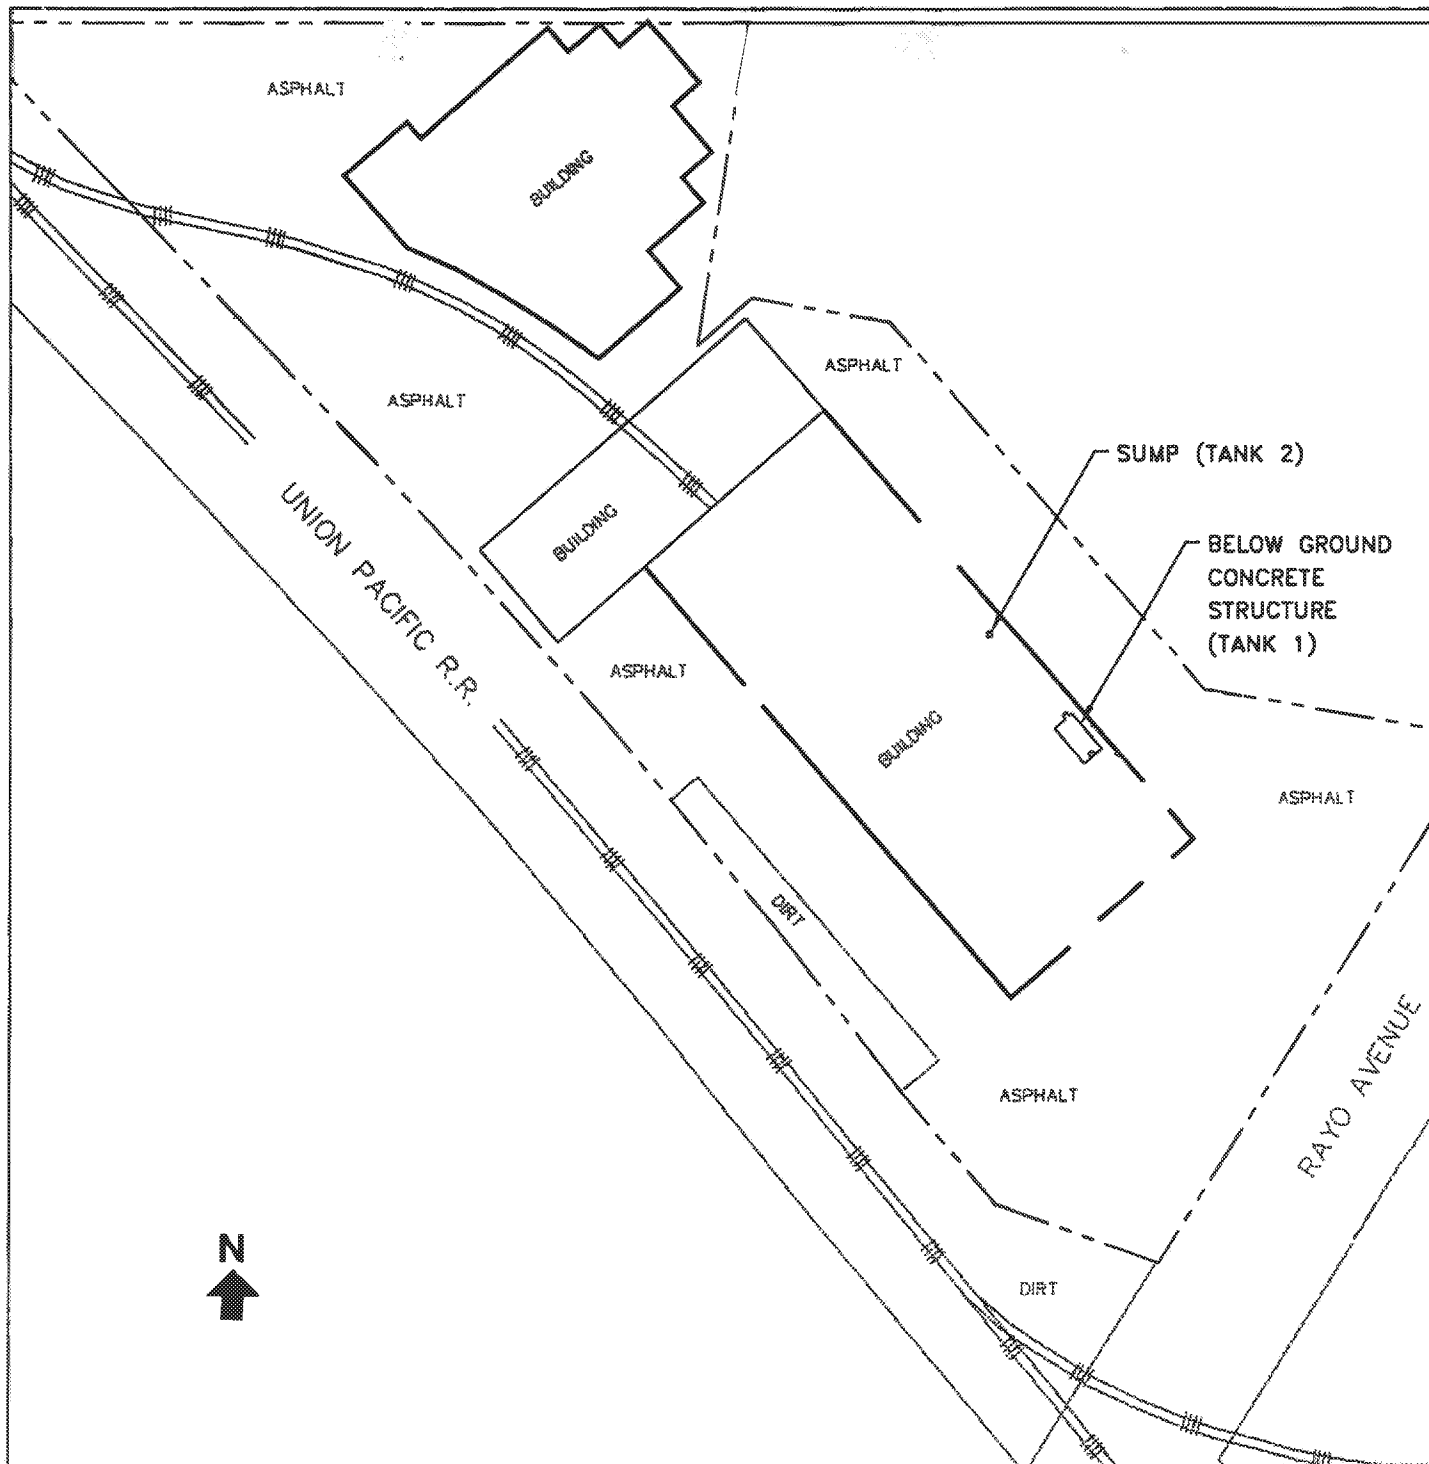 ASPHALT
BUILDING
ASPHALT
ASPHALT
SUMP (TANK 2)
UNION PACIFIC R.R.
BUILDING
BELOW GROUND
CONCRETE
STRUCTURE
(TANK 1)
ASPHALT
BUILDING
ASPHALT
DIRT
ASPHALT
RAYO AVENUE
N
DIRT